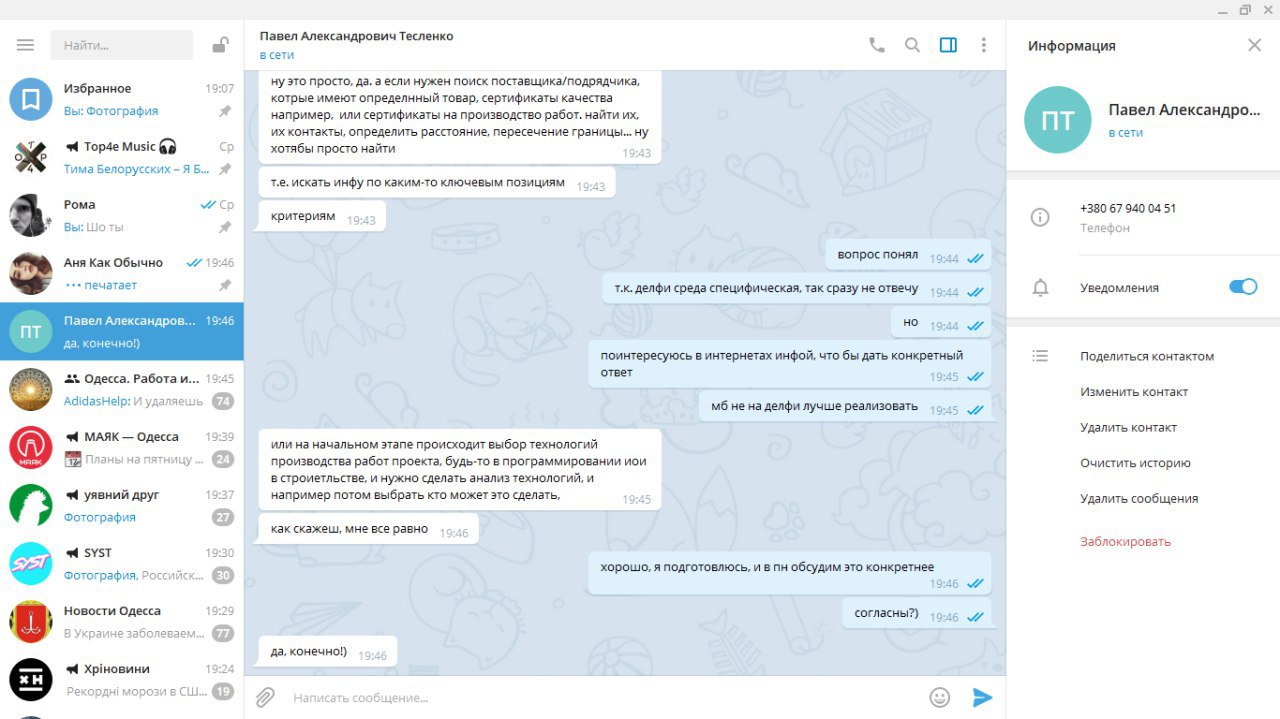 Найти...
Избранное 19:07
Вы: Фотография
Top4e Music 🎧 Ср
Тима Белорусских – Я Б...
Рома Ср
Вы: Шо ты
Аня Как Обычно 19:46
печатает
ПТ
Павел Александров... 19:46
да, конечно!)
Одесса. Работа и... 19:45
AdidasHelp: И удаляешь 74
МАЯК
МАЯК — Одесса 19:39
Планы на пятницу ... 24
уявний друг 19:37
Фотография 27
SYST
SYST 19:30
Фотография, Российск... 30
Новости Одесса 19:29
В Украине заболеваем... 77
ХН
Хріновини 19:24
Рекордні морози в СШ... 19
Павел Александрович Тесленко
в сети
ну это просто, да. а если нужен поиск поставщика/подрядчика,
котрые имеют определнный товар, сертификаты качества
например, или сертификаты на производство работ. найти их,
их контакты, определить расстояние, пересечение границы... ну
хотябы просто найти
19:43
т.е. искать инфу по каким-то ключевым позициям 19:43
критериям 19:43
вопрос понял 19:44
т.к. делфи среда специфическая, так сразу не отвечу 19:44
но 19:44
поинтересуюсь в интернетах инфой, что бы дать конкретный
ответ 19:45
мб не на делфи лучше реализовать 19:45
или на начальном этапе происходит выбор технологий
производства работ проекта, будь-то в программировании иои
в строиетльстве, и нужно сделать анализ технологий, и
например потом выбрать кто может это сделать,
19:45
как скажеш, мне все равно 19:46
хорошо, я подготовлюсь, и в пн обсудим это конкретнее
19:46
согласны?) 19:46
да, конечно!) 19:46
Написать сообщение...
Информация
ПТ
Павел Александро...
в сети
+380 67 940 04 51
Телефон
Уведомления
Поделиться контактом
Изменить контакт
Удалить контакт
Очистить историю
Удалить сообщения
Заблокировать